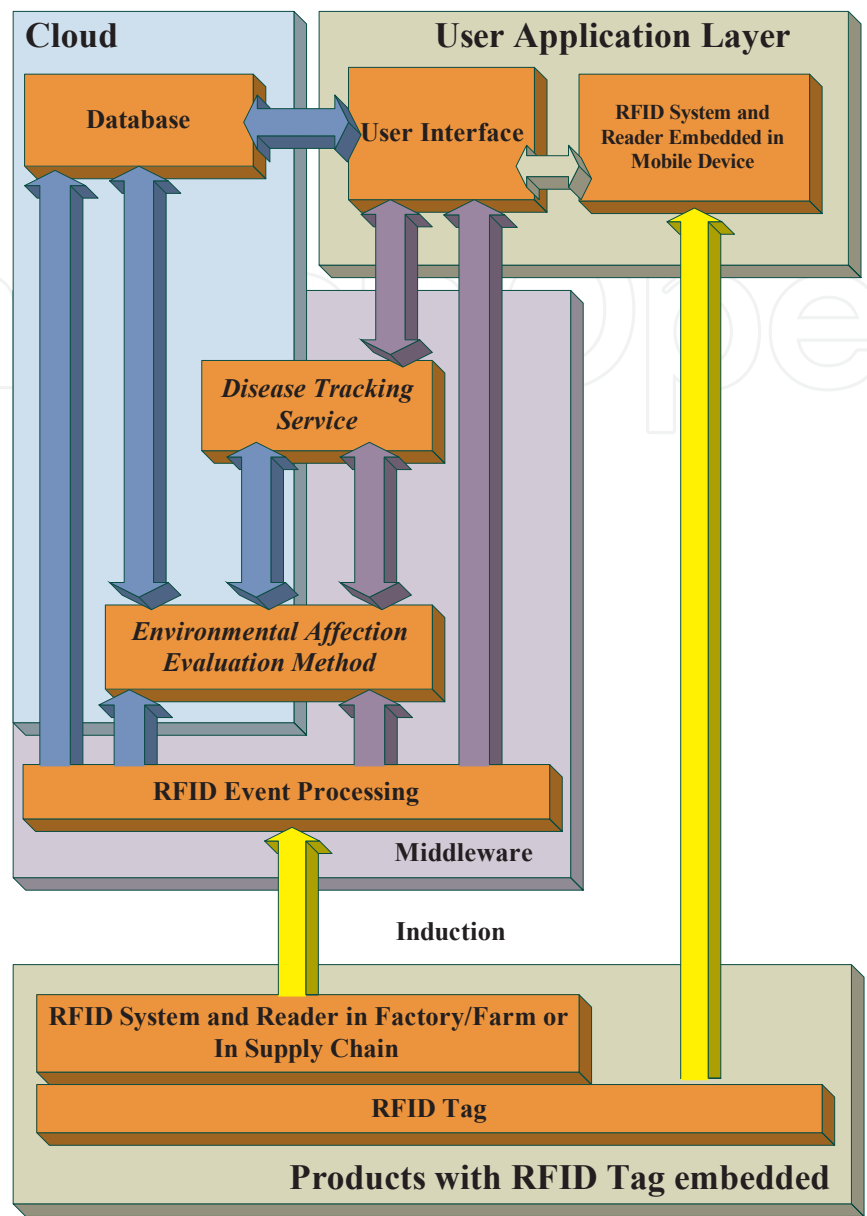 Cloud
User Application Layer
Database
User Interface
RFID System and
Reader Embedded in
Mobile Device
Disease Tracking
Service
Environmental Affection
Evaluation Method
RFID Event Processing
Middleware
Induction
RFID System and Reader in Factory/Farm or
In Supply Chain
RFID Tag
Products with RFID Tag embedded